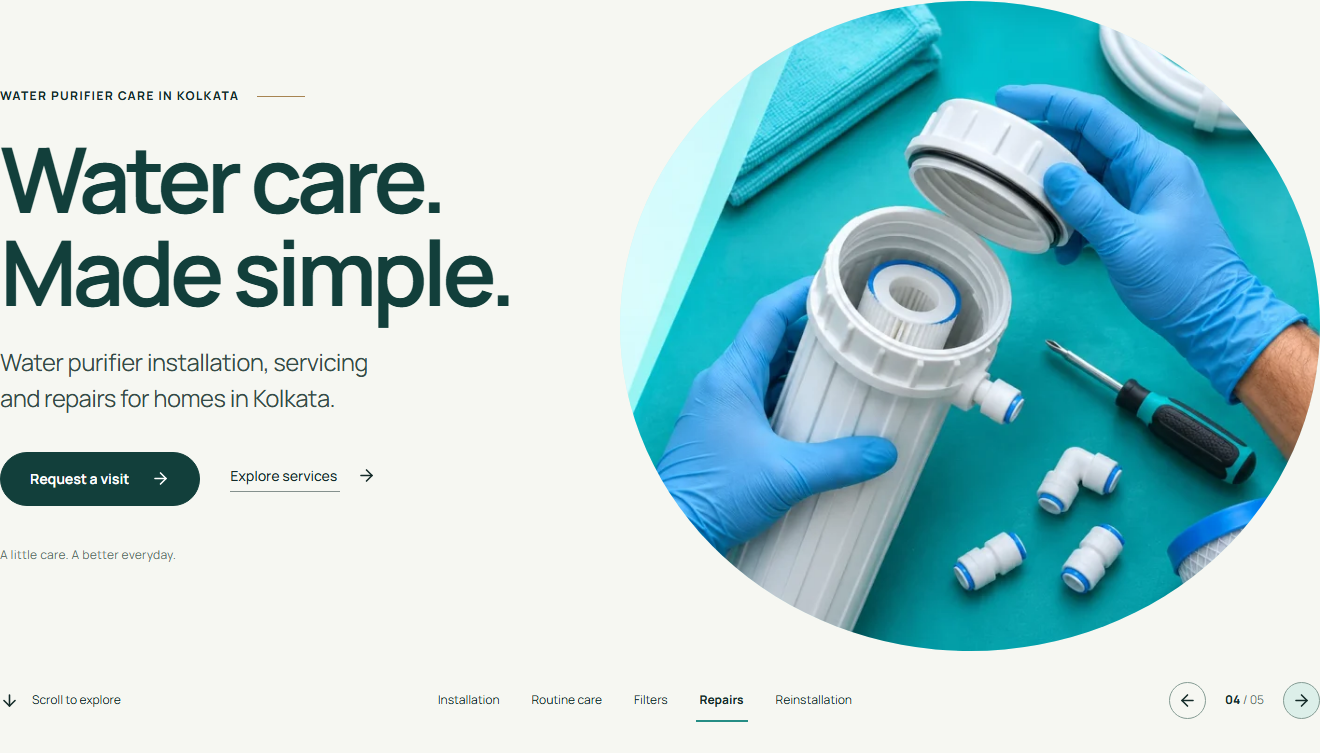 WATER PURIFIER CARE IN KOLKATA
Water care.
Made simple.
Water purifier installation, servicing
and repairs for homes in Kolkata.
Request a visit
Explore services
A little care. A better everyday.
Scroll to explore
Installation
Routine care
Filters
Repairs
Reinstallation
04 / 05